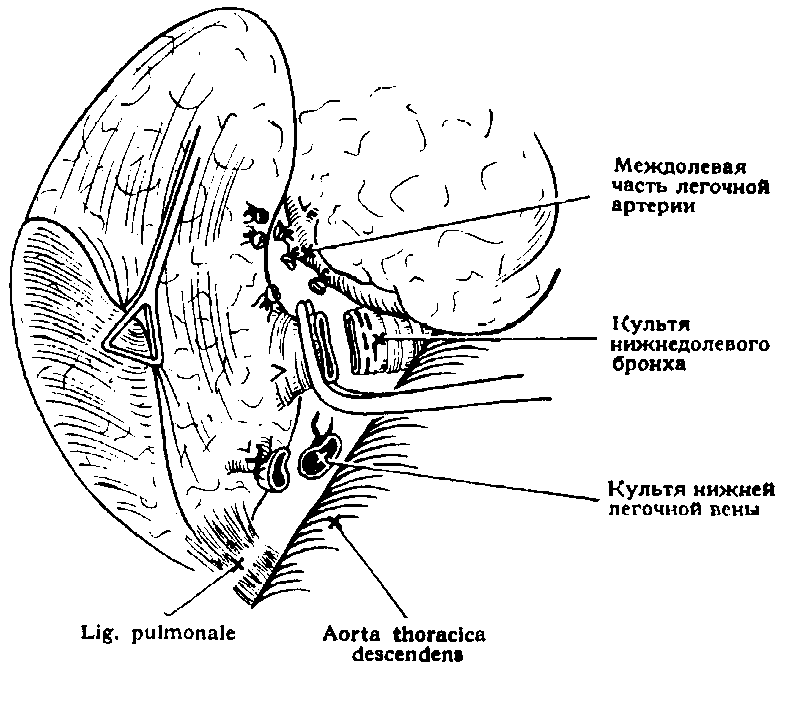 Междолевая
часть легочной
артерии
Культя
нижнедолевого
бронха
Культя нижней
легочной вены
Lig. pulmonale
Aorta thoracica
descendens